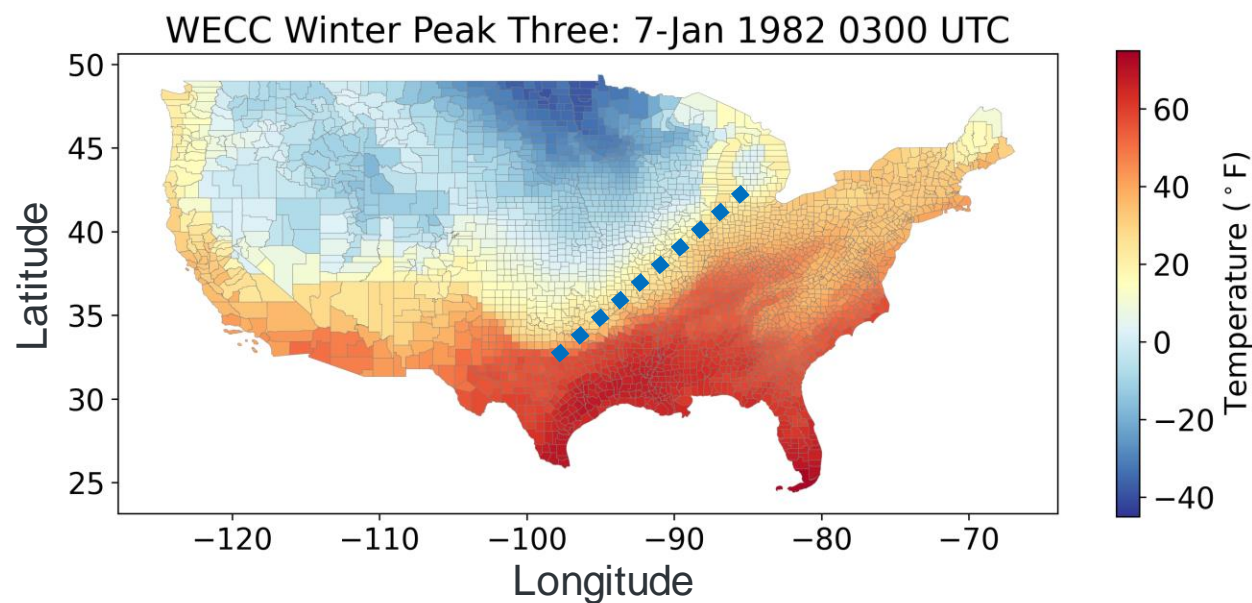 WECC Winter Peak Three: 7-Jan 1982 0300 UTC
50
45
40
35
30
25
Latitude
−120 −110 −100 −90 −80 −70
Longitude
60
40
20
0
−20
−40
Temperature (°F)